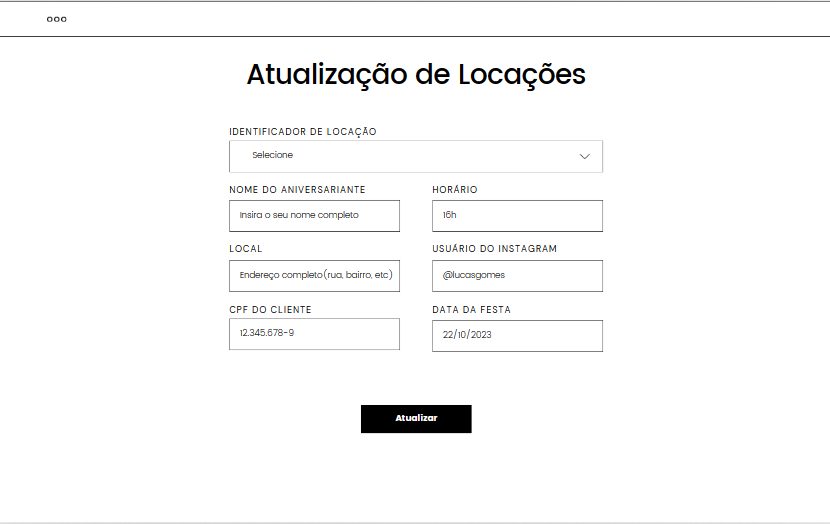 Atualização de Locações
IDENTIFICADOR DE LOCAÇÃO
Selecione
NOME DO ANIVERSARIANTE HORÁRIO
Insira o seu nome completo 16h
LOCAL USUÁRIO DO INSTAGRAM
Endereço completo(rua, bairro, etc) @lucasgomes
CPF DO CLIENTE DATA DA FESTA
12.345.678-9 22/10/2023
Atualizar